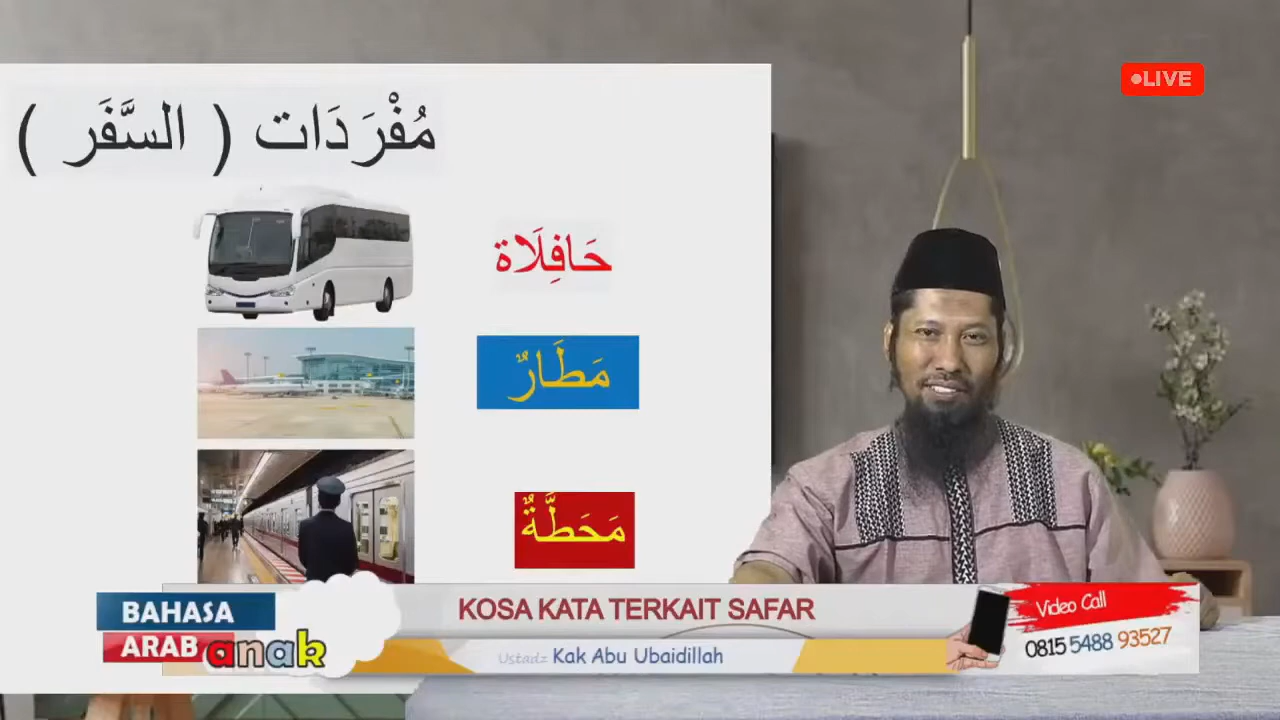 ●LIVE
مُفْرَدَات ( السَّفَر )
حَافِلَاة
مَطَارٌ
مَحَطَّةٌ
BAHASA
ARAB
anak
KOSA KATA TERKAIT SAFAR
Ustadz Kak Abu Ubaidillah
Video Call
0815 5488 93527